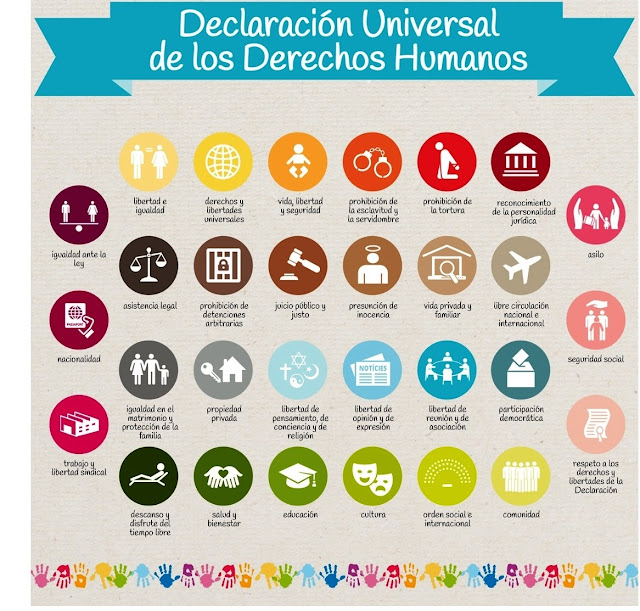 Declaración Universal
de los Derechos Humanos
libertad e
igualdad
derechos y
libertades
universales
vida, libertad
y seguridad
prohibición de
la esclavitud y
la servidumbre
prohibición de
la tortura
reconocimiento
de la personalidad
jurídica
igualdad ante la
ley
asistencia legal
prohibición de
detenciones
arbitrarias
juicio público y
justo
presunción de
inocencia
vida privada y
familiar
libre circulación
nacional e
internacional
asilo
PASSPORT
nacionalidad
igualdad en el
matrimonio y
protección de la
familia
propiedad
privada
libertad de
pensamiento, de
conciencia y de
religión
NOTÍCIES
libertad de
opinión y de
expresión
libertad de
reunión y de
asociación
participación
democrática
seguridad social
trabajo y
libertad sindical
descanso y
disfrute del
tiempo libre
salud y
bienestar
educación
cultura
orden social e
internacional
comunidad
respeto a los
derechos y
libertades de la
Declaración